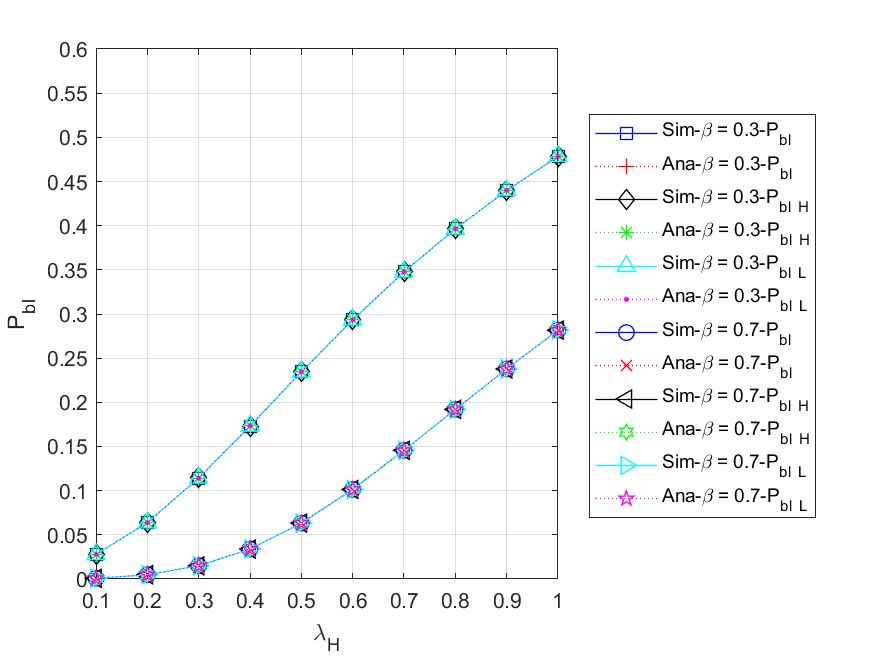 0.6
0.55
0.5
0.45
0.4
0.35
0.3
0.25
0.2
0.15
0.1
0.05
0
P_bl
0.1 0.2 0.3 0.4 0.5 0.6 0.7 0.8 0.9 1
λ_H
Sim-β = 0.3-P_bl
Ana-β = 0.3-P_bl
Sim-β = 0.3-P_bl H
Ana-β = 0.3-P_bl H
Sim-β = 0.3-P_bl L
Ana-β = 0.3-P_bl L
Sim-β = 0.7-P_bl
Ana-β = 0.7-P_bl
Sim-β = 0.7-P_bl H
Ana-β = 0.7-P_bl H
Sim-β = 0.7-P_bl L
Ana-β = 0.7-P_bl L